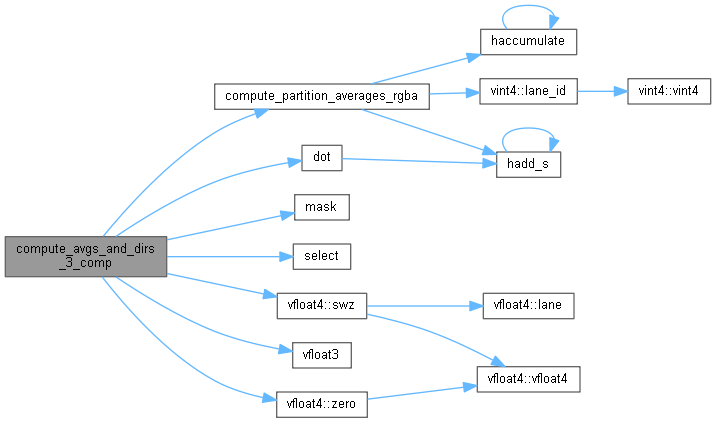 haccumulate
compute_partition_averages_rgba
vint4::lane_id
vint4::vint4
dot
hadd_s
mask
compute_avgs_and_dirs
_3_comp
select
vfloat4::swz
vfloat4::lane
vfloat3
vfloat4::vfloat4
vfloat4::zero